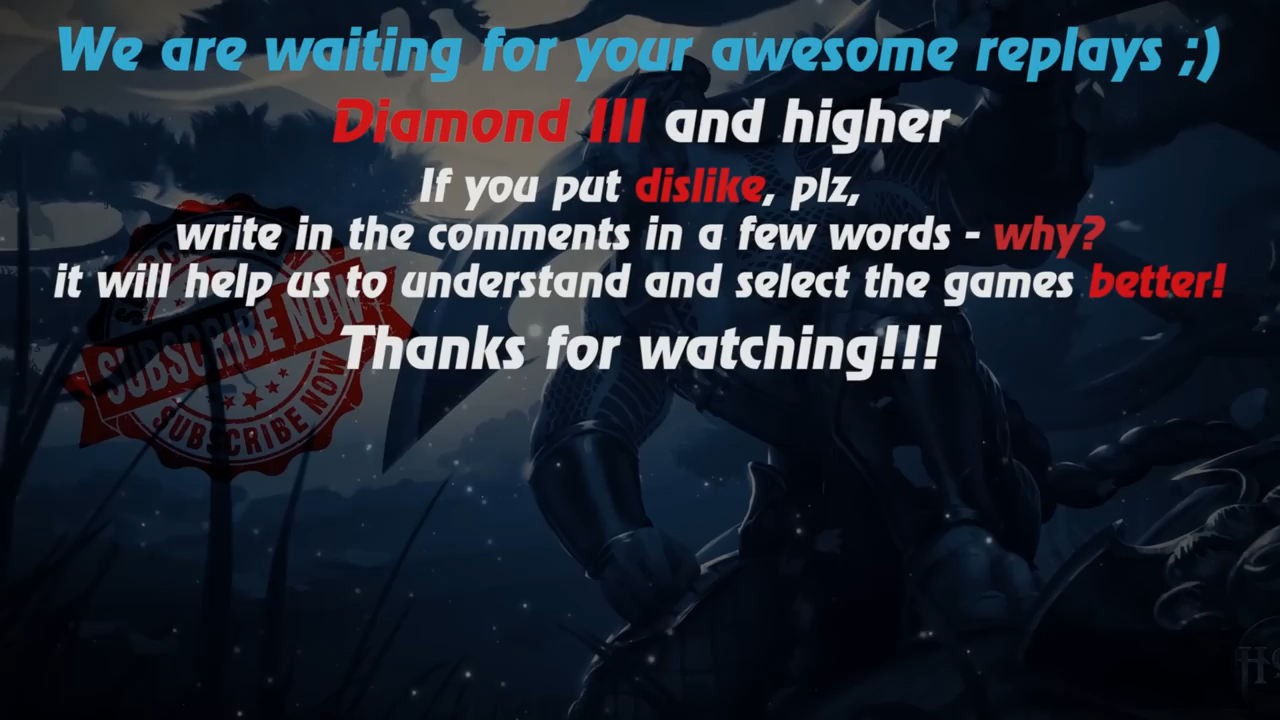 We are waiting for your awesome replays ;)
Diamond III and higher
If you put dislike, plz,
write in the comments in a few words - why?
it will help us to understand and select the games better!
Thanks for watching!!!
SUBSCRIBE NOW
SUBSCRIBE NOW